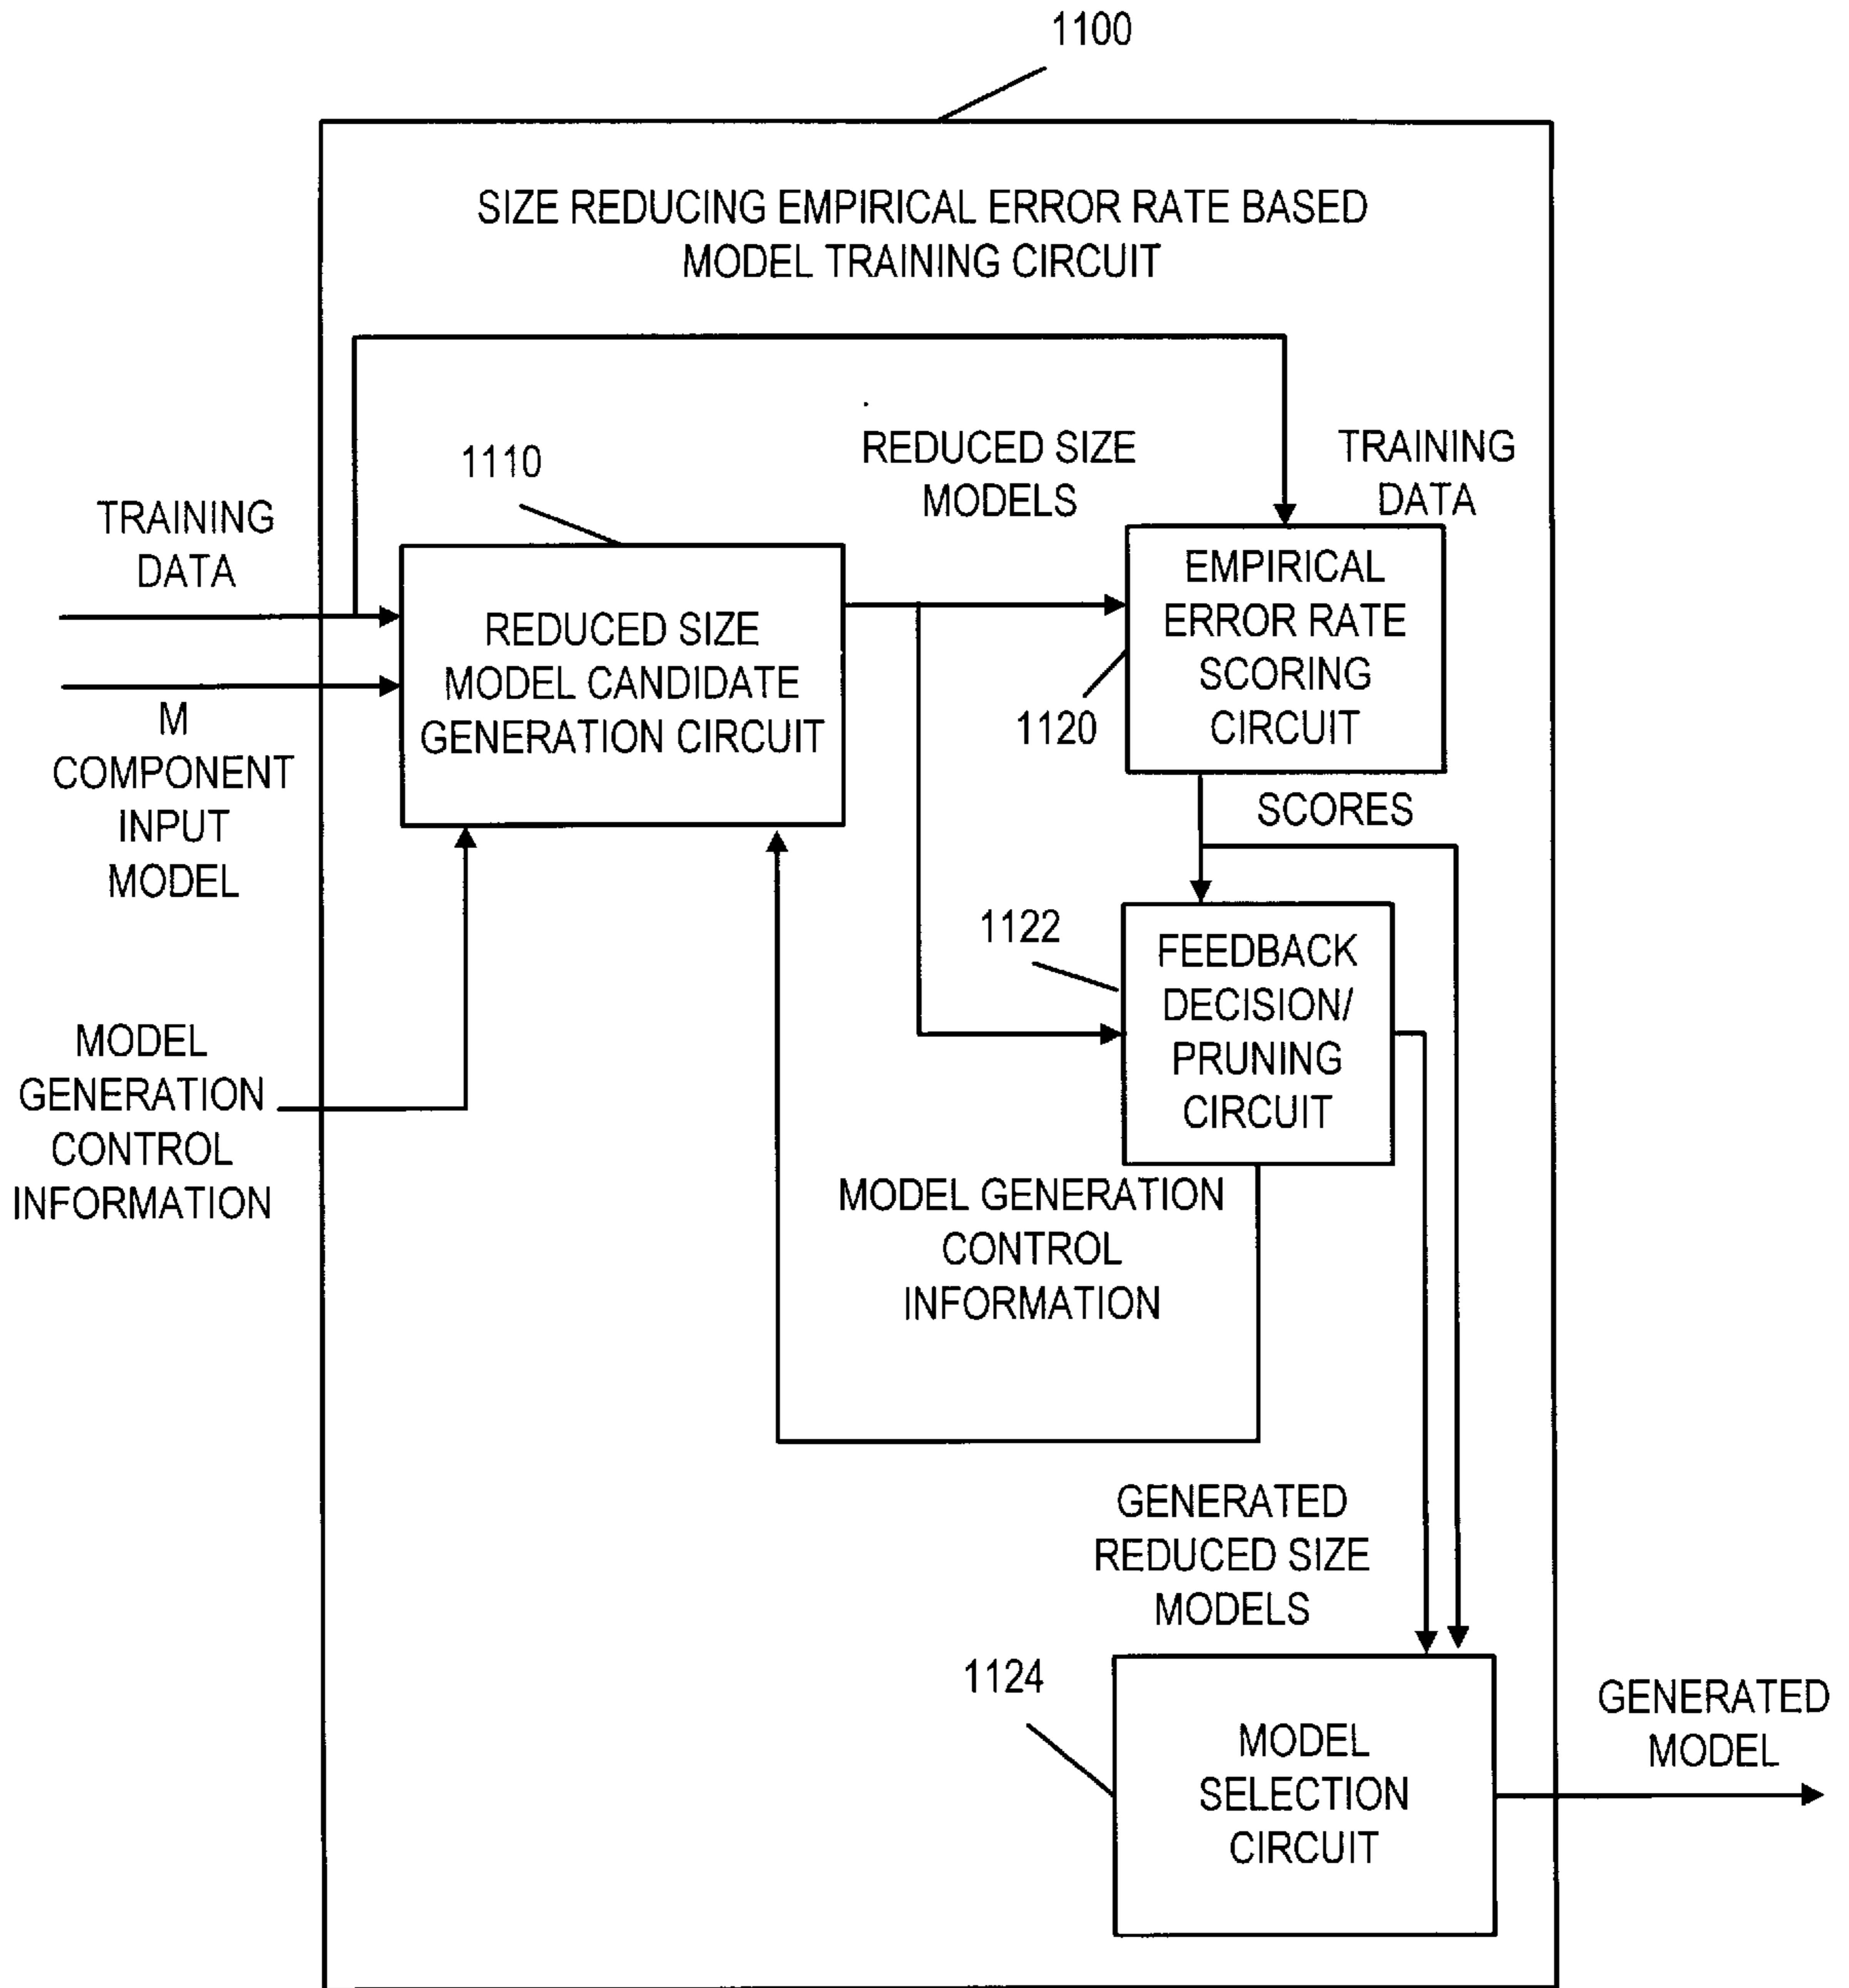 1100
SIZE REDUCING EMPIRICAL ERROR RATE BASED
MODEL TRAINING CIRCUIT
TRAINING
DATA
M
COMPONENT
INPUT
MODEL
MODEL
GENERATION
CONTROL
INFORMATION
1110
REDUCED SIZE
MODEL CANDIDATE
GENERATION CIRCUIT
REDUCED SIZE
MODELS
TRAINING
DATA
EMPIRICAL
ERROR RATE
SCORING
CIRCUIT
1120
SCORES
1122
FEEDBACK
DECISION/
PRUNING
CIRCUIT
MODEL GENERATION
CONTROL
INFORMATION
GENERATED
REDUCED SIZE
MODELS
1124
MODEL
SELECTION
CIRCUIT
GENERATED
MODEL